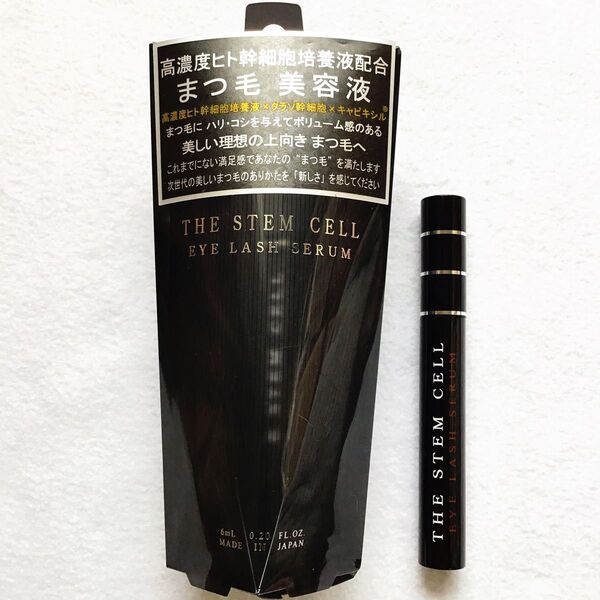 高濃度ヒト幹細胞培養液配合
まつ毛 美容液
高濃度ヒト幹細胞培養液×タラソ幹細胞×キャピキシル®
まつ毛に ハリ・コシを与えてボリューム感のある
美しい理想の上向き まつ毛へ
これまでにない満足感であなたの"まつ毛"を満たします
次世代の美しいまつ毛のありかたを「新しさ」を感じてください
THE STEM CELL
EYE LASH SERUM
6mL 0.20 FL.OZ.
MADE IN JAPAN
THE STEM CELL
EYE LASH SERUM